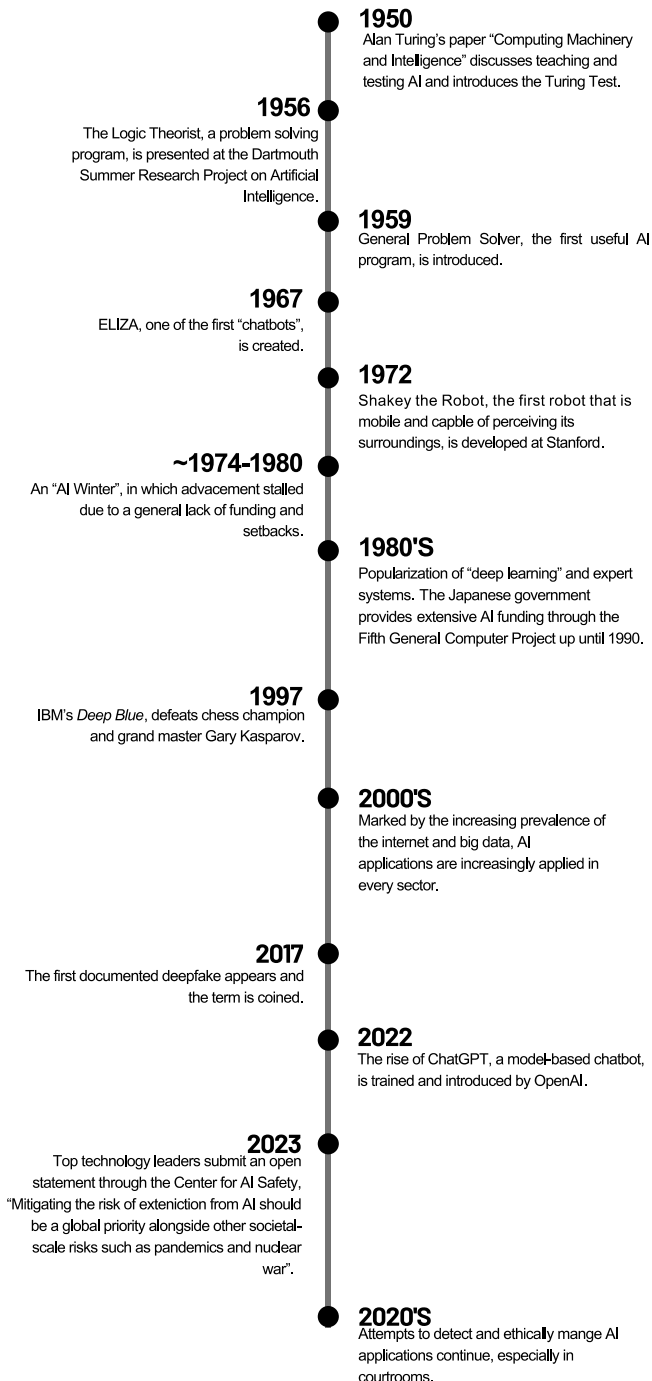 1950
Alan Turing's paper “Computing Machinery
and Intelligence” discusses teaching and
testing AI and introduces the Turing Test.
1956
The Logic Theorist, a problem solving
program, is presented at the Dartmouth
Summer Research Project on Artificial
Intelligence.
1959
General Problem Solver, the first useful AI
program, is introduced.
1967
ELIZA, one of the first “chatbots”,
is created.
1972
Shakey the Robot, the first robot that is
mobile and capble of perceiving its
surroundings, is developed at Stanford.
~1974-1980
An “AI Winter”, in which advacement stalled
due to a general lack of funding and
setbacks.
1980'S
Popularization of “deep learning” and expert
systems. The Japanese government
provides extensive AI funding through the
Fifth General Computer Project up until 1990.
1997
IBM's Deep Blue, defeats chess champion
and grand master Gary Kasparov.
2000'S
Marked by the increasing prevalence of
the internet and big data, AI
applications are increasingly applied in
every sector.
2017
The first documented deepfake appears and
the term is coined.
2022
The rise of ChatGPT, a model-based chatbot,
is trained and introduced by OpenAI.
2023
Top technology leaders submit an open
statement through the Center for AI Safety,
“Mitigating the risk of exteniction from AI should
be a global priority alongside other societal-
scale risks such as pandemics and nuclear
war”.
2020'S
Attempts to detect and ethically mange AI
applications continue, especially in
courtrooms.